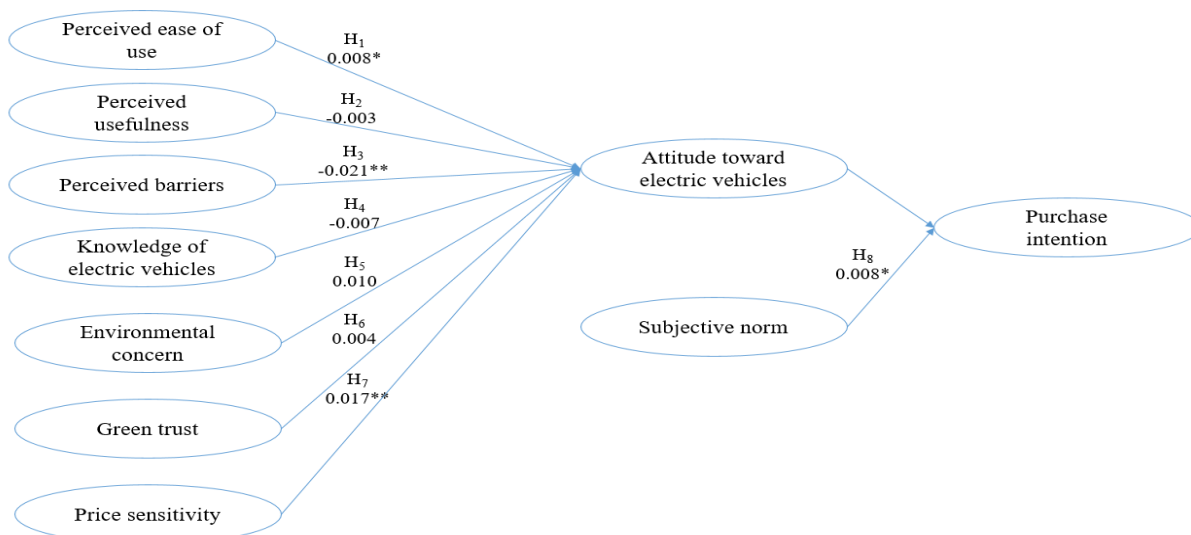 Perceived ease of
use
H₁
0.008*
Perceived
usefulness
H₂
-0.003
Perceived barriers
H₃
-0.021**
Knowledge of
electric vehicles
H₄
-0.007
Environmental
concern
H₅
0.010
Green trust
H₆
0.004
Price sensitivity
H₇
0.017**
Attitude toward
electric vehicles
Subjective norm
H₈
0.008*
Purchase
intention